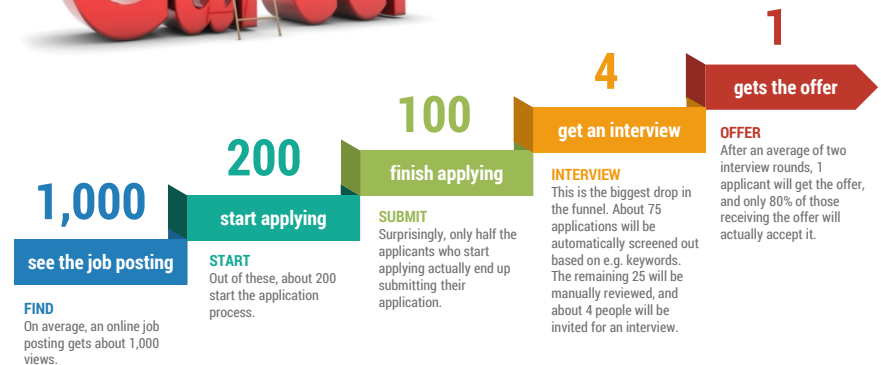 1,000
see the job posting
FIND
On average, an online job
posting gets about 1,000
views.
200
start applying
START
Out of these, about 200
start the application
process.
100
finish applying
SUBMIT
Surprisingly, only half the
applicants who start
applying actually end up
submitting their
application.
4
get an interview
INTERVIEW
This is the biggest drop in
the funnel. About 75
applications will be
automatically screened out
based on e.g. keywords.
The remaining 25 will be
manually reviewed, and
about 4 people will be
invited for an interview.
1
gets the offer
OFFER
After an average of two
interview rounds, 1
applicant will get the offer,
and only 80% of those
receiving the offer will
actually accept it.